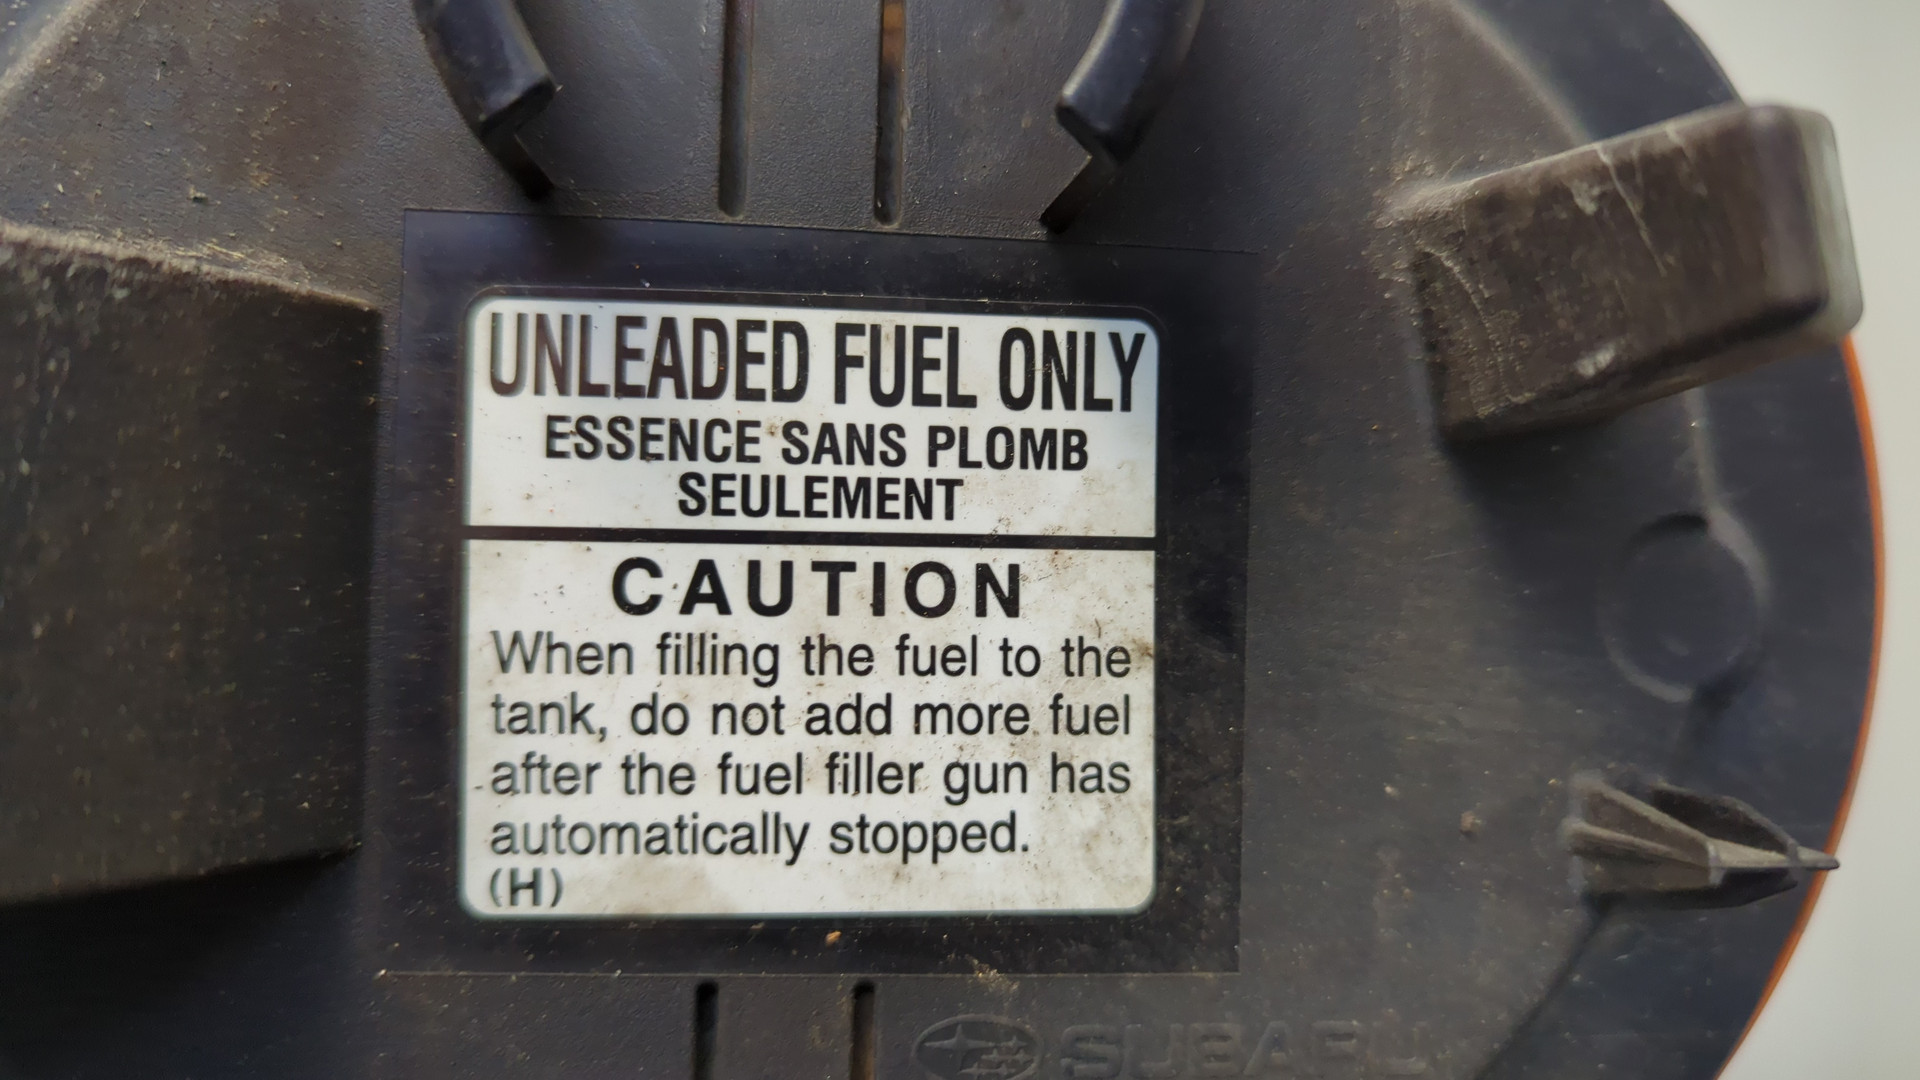 UNLEADED FUEL ONLY
ESSENCE SANS PLOMB
SEULEMENT
CAUTION
When filling the fuel to the
tank, do not add more fuel
after the fuel filler gun has
automatically stopped.
(H)
SUBARU